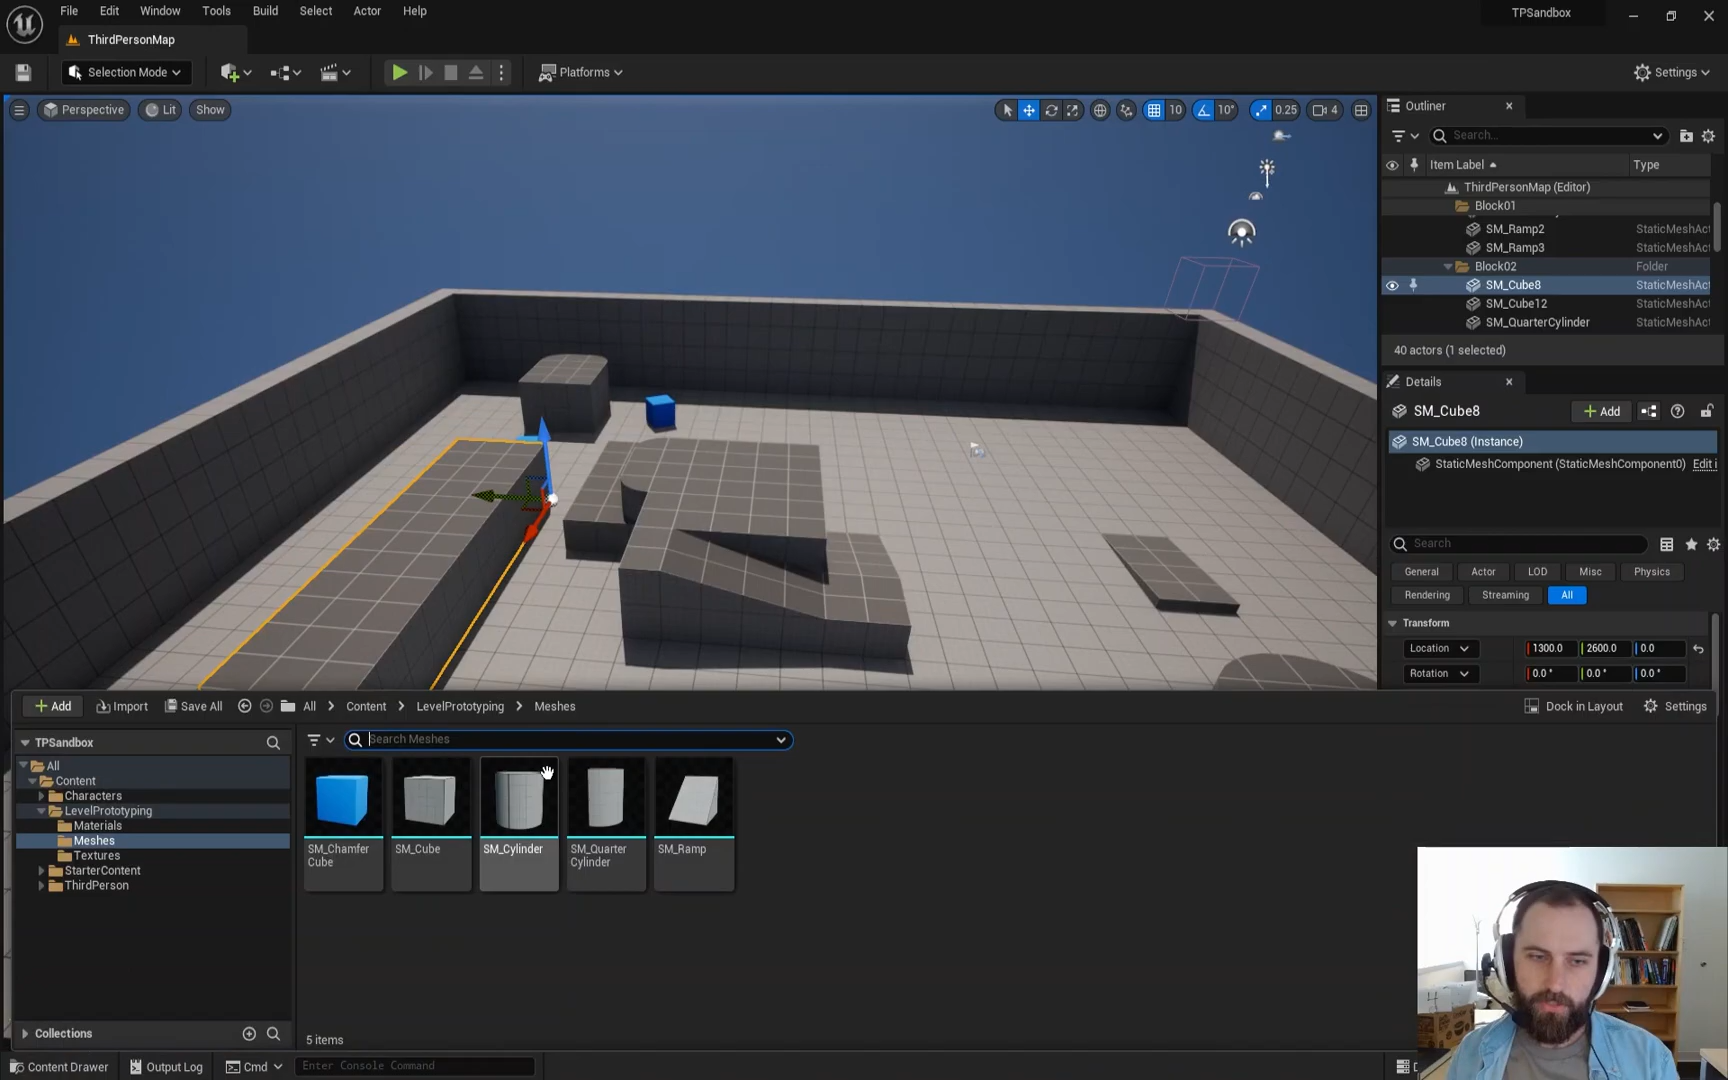 File Edit Window Tools Build Select Actor Help
TPSandbox
ThirdPersonMap
Selection Mode
Platforms
Settings
Perspective Lit Show
10 10° 0.25 4
Outliner
Search...
Item Label Type
ThirdPersonMap (Editor)
Block01
SM_Ramp2 StaticMeshAct
SM_Ramp3 StaticMeshAct
Block02 Folder
SM_Cube8 StaticMeshAct
SM_Cube12 StaticMeshAct
SM_QuarterCylinder StaticMeshAct
40 actors (1 selected)
Details
SM_Cube8 + Add
SM_Cube8 (Instance)
StaticMeshComponent (StaticMeshComponent0) Edit i
Search
General Actor LOD Misc Physics
Rendering Streaming All
Transform
Location 1300.0 2600.0 0.0
Rotation 0.0 ° 0.0 ° 0.0 °
+ Add Import Save All All > Content > LevelPrototyping > Meshes Dock in Layout Settings
TPSandbox
Search Meshes
All
Content
Characters
LevelPrototyping
Materials
Meshes
Textures
StarterContent
ThirdPerson
SM_Chamfer
Cube
SM_Cube
SM_Cylinder
SM_Quarter
Cylinder
SM_Ramp
Collections
5 items
Content Drawer Output Log Cmd Enter Console Command